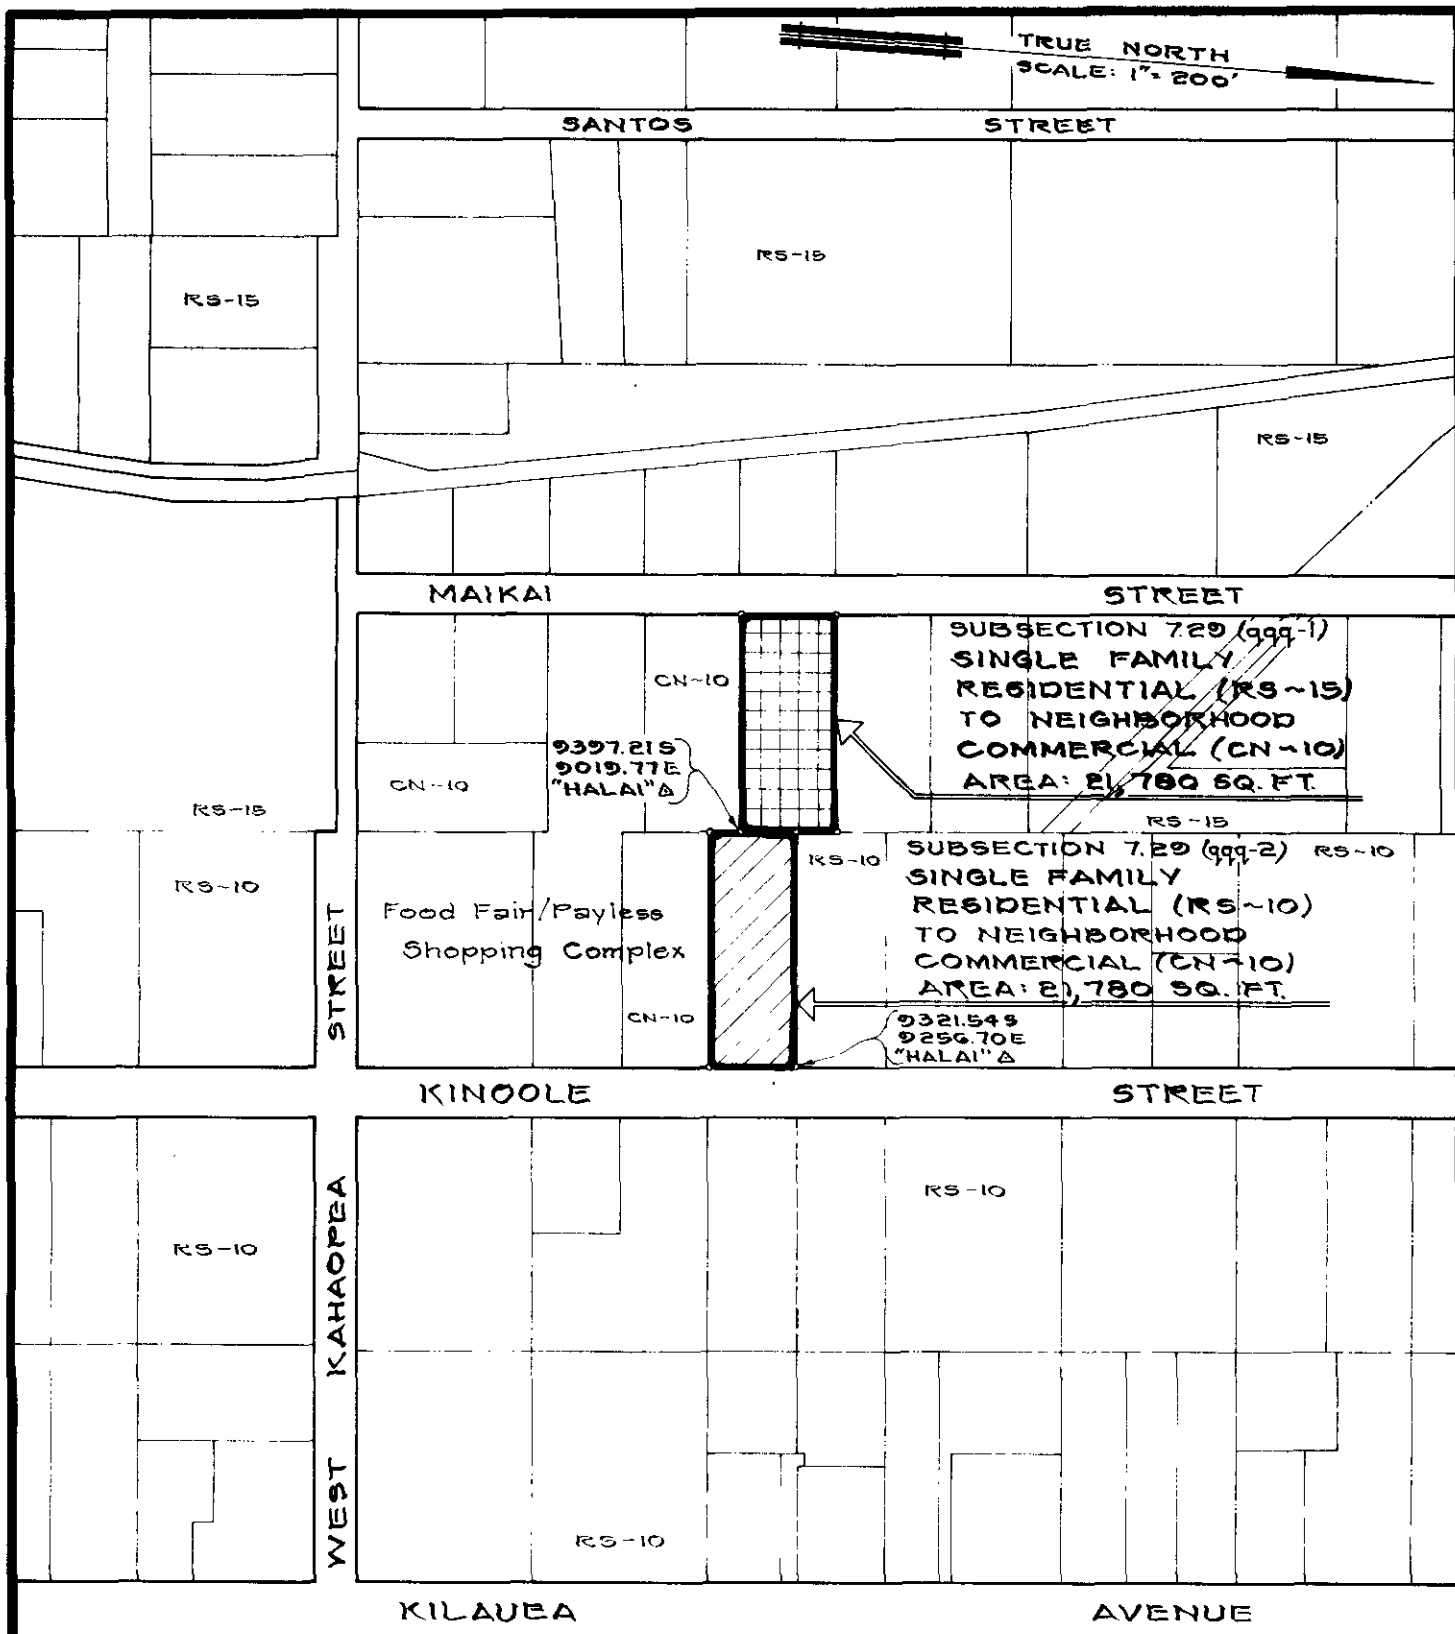 TRUE NORTH
SCALE: 1"= 200'
SANTOS STREET
RS-15
RS-15
RS-15
MAIKAI STREET
SUBSECTION 7.29 (qqq-1)
SINGLE FAMILY
RESIDENTIAL (RS~15)
TO NEIGHBORHOOD
COMMERCIAL (CN~10)
AREA: 21,780 SQ. FT.
CN~10
9397.21S
9019.77E
"HALAI" Δ
CN-10
RS-15
RS-15
RS~10
SUBSECTION 7.29 (qqq-2)
SINGLE FAMILY
RESIDENTIAL (RS~10)
TO NEIGHBORHOOD
COMMERCIAL (CN~10)
AREA: 21,780 SQ. FT.
RS~10
RS~10
Food Fair/Payless
Shopping Complex
CN-10
9321.54S
9256.70E
"HALAI" Δ
STREET
KINOOLE STREET
RS-10
RS-10
WEST KAHAOPEA
RS-10
KILAUEA AVENUE